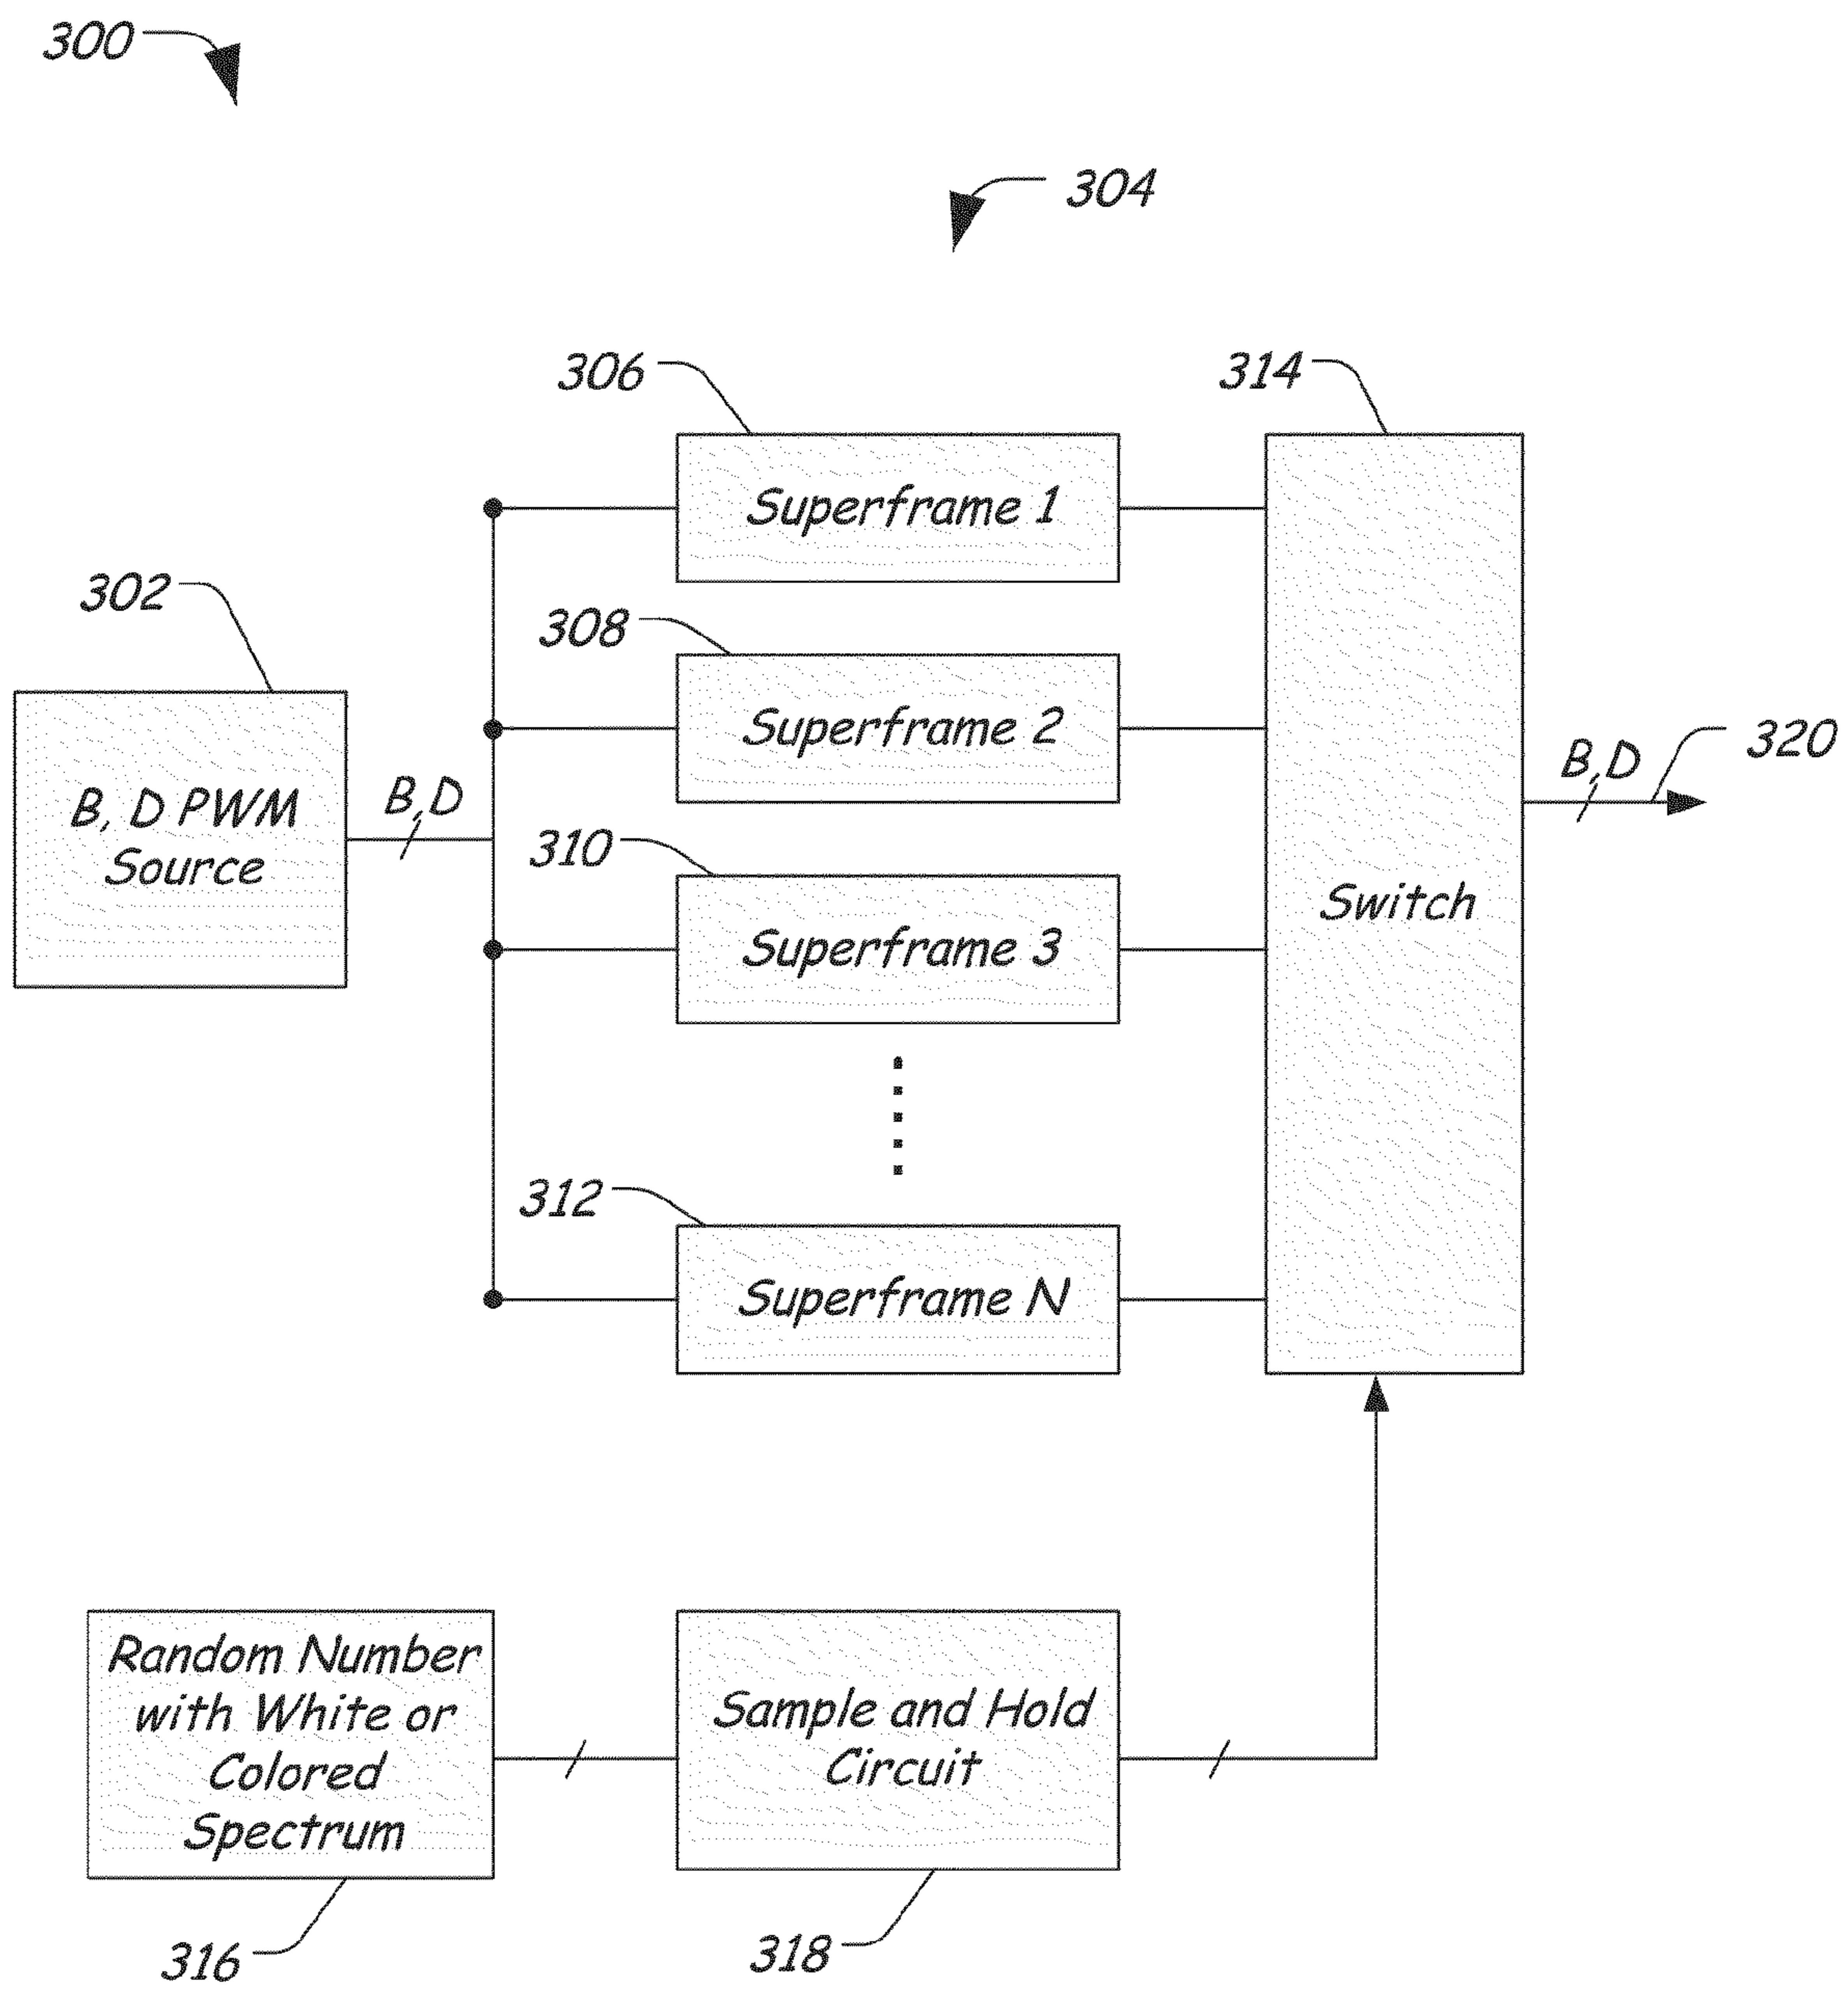 300
304
306
314
Superframe 1
302
308
B, D PWM
Source
B,D
Superframe 2
B,D
320
310
Superframe 3
Switch
312
Superframe N
Random Number
with White or
Colored
Spectrum
Sample and Hold
Circuit
316
318